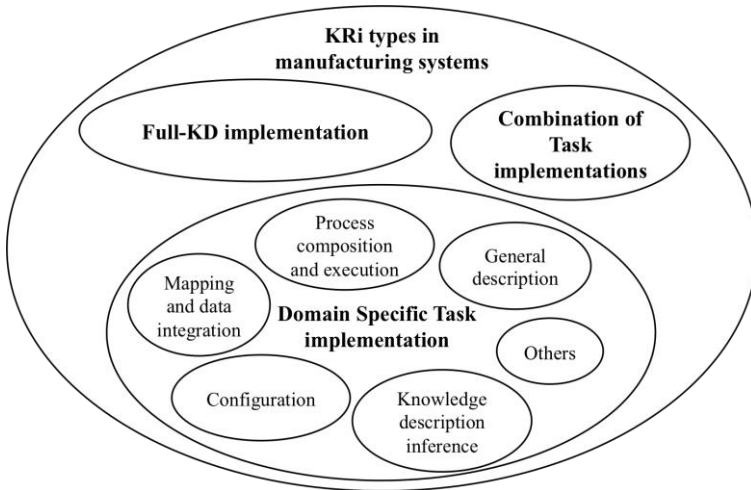 KRi types in
manufacturing systems
Full-KD implementation
Combination of
Task
implementations
Process
composition
and execution
General
description
Mapping
and data
integration
Domain Specific Task
implementation
Others
Configuration
Knowledge
description
inference